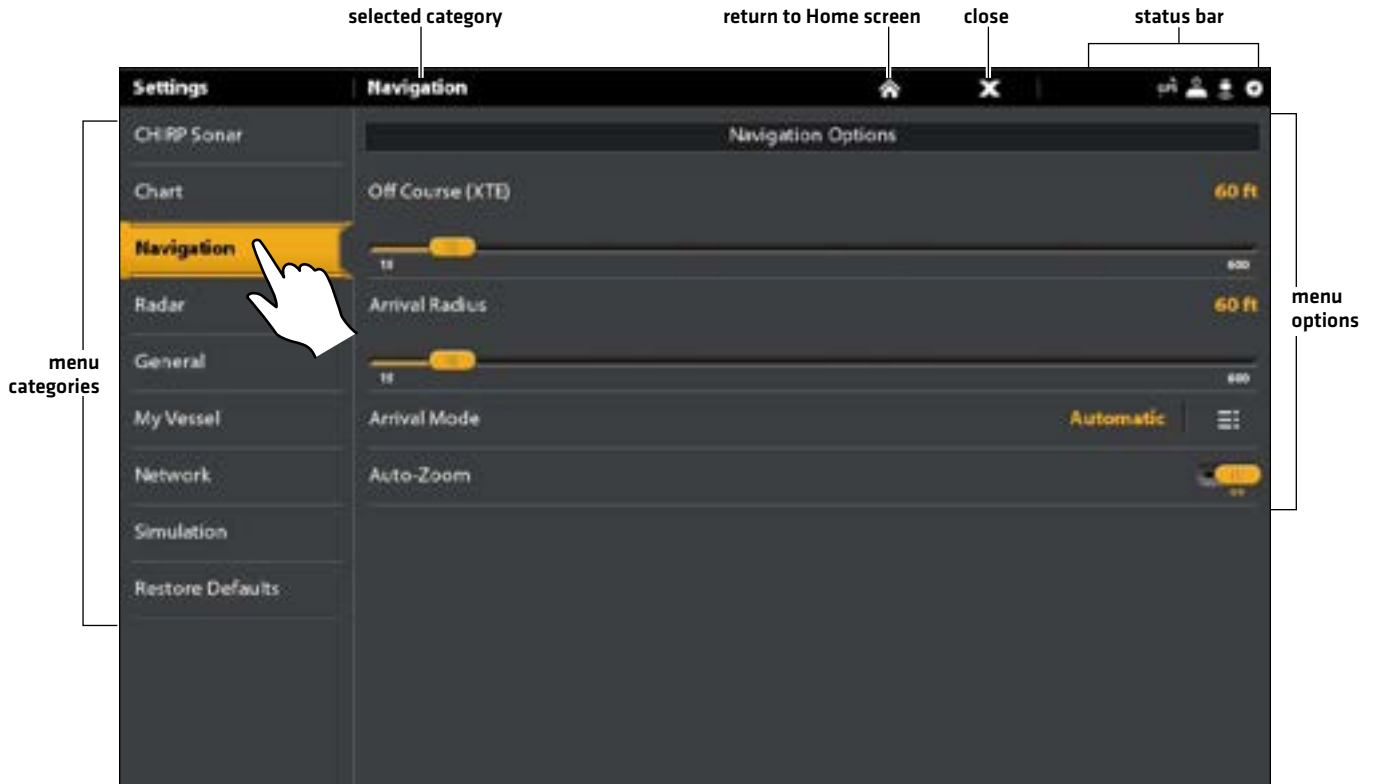 selected category
return to Home screen
close
status bar
Settings
Navigation
CHIRP Sonar
Navigation Options
Chart
Off Course (XTE)
60 ft
Navigation
600
Radar
Arrival Radius
60 ft
menu
options
menu
categories
General
600
My Vessel
Arrival Mode
Automatic
Network
Auto-Zoom
Simulation
Restore Defaults